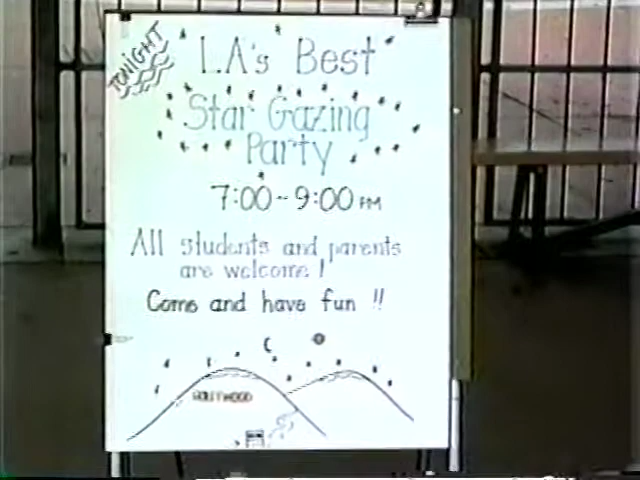 TONIGHT
L.A's Best
Star Gazing
Party
7:00-9:00 PM
All students and parents
are welcome!
Come and have fun !!
HOLLYWOOD